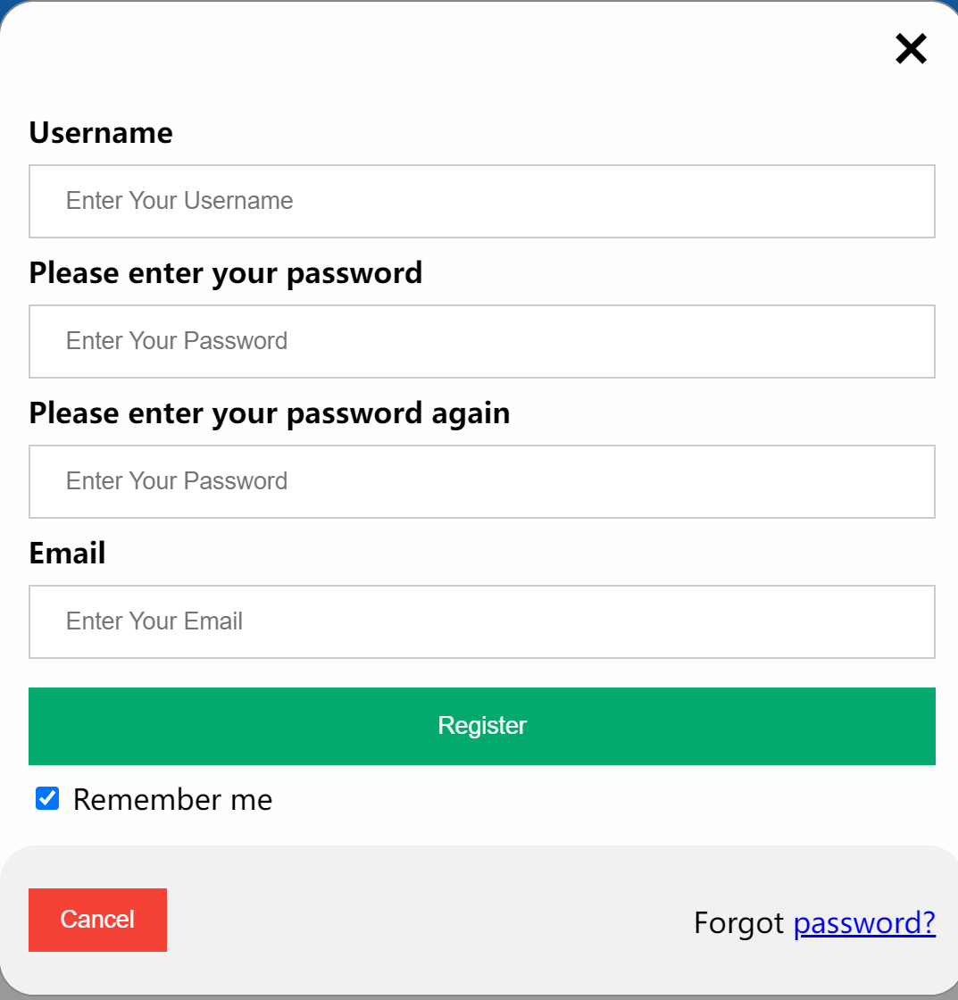 Username
Enter Your Username
Please enter your password
Enter Your Password
Please enter your password again
Enter Your Password
Email
Enter Your Email
Register
Remember me
Cancel
Forgot password?